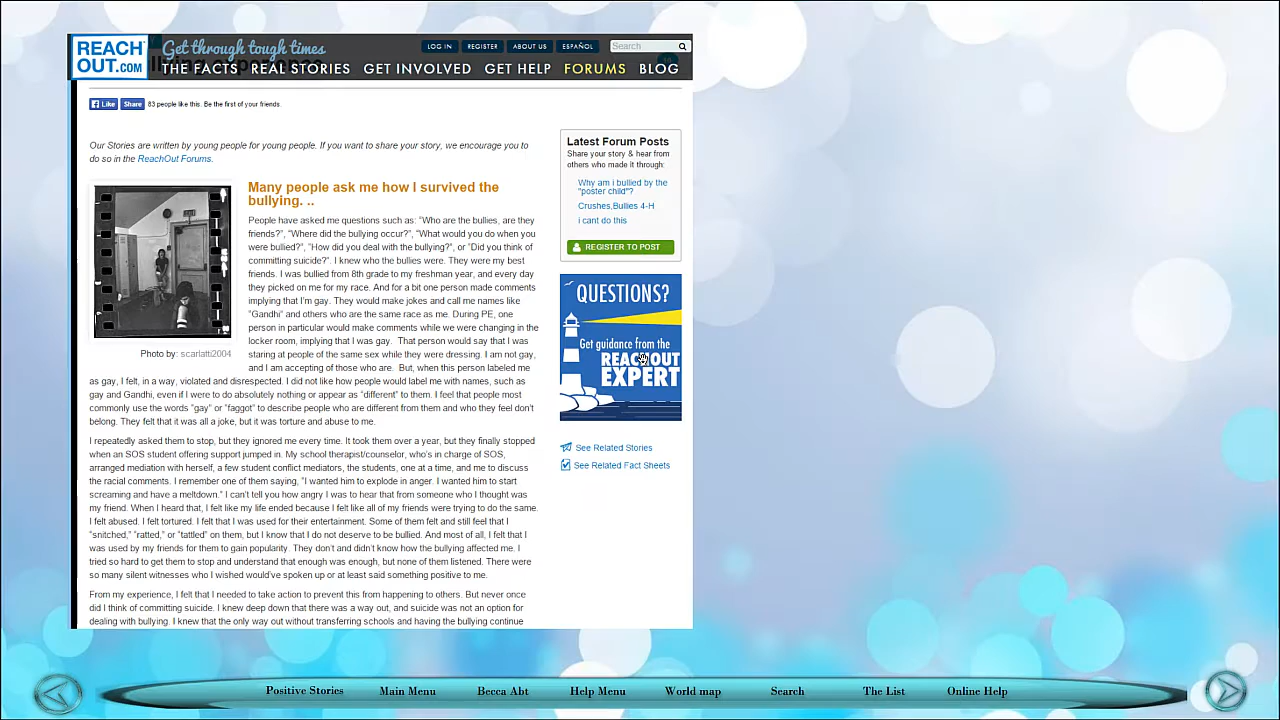 REACH
OUT.COM
Get through tough times
LOG IN
REGISTER
ABOUT US
ESPAÑOL
Search
THE FACTS
REAL STORIES
GET INVOLVED
GET HELP
FORUMS
BLOG
Like
Share
83 people like this. Be the first of your friends.
Our Stories are written by young people for young people. If you want to share your story, we encourage you to
do so in the ReachOut Forums.
Many people ask me how I survived the
bullying. ..
Photo by: scarlatti2004
People have asked me questions such as: "Who are the bullies, are they
friends?", "Where did the bullying occur?", "What would you do when you
were bullied?", "How did you deal with the bullying?", or "Did you think of
committing suicide?". I knew who the bullies were. They were my best
friends. I was bullied from 8th grade to my freshman year, and every day
they picked on me for my race. And for a bit one person made comments
implying that I'm gay. They would make jokes and call me names like
"Gandhi" and others who are the same race as me. During PE, one
person in particular would make comments while we were changing in the
locker room, implying that I was gay. That person would say that I was
staring at people of the same sex while they were dressing. I am not gay,
and I am accepting of those who are. But, when this person labeled me
as gay, I felt, in a way, violated and disrespected. I did not like how people would label me with names, such as
gay and Gandhi, even if I were to do absolutely nothing or appear as "different" to them. I feel that people most
commonly use the words "gay" or "faggot" to describe people who are different from them and who they feel don't
belong. They felt that it was all a joke, but it was torture and abuse to me.
I repeatedly asked them to stop, but they ignored me every time. It took them over a year, but they finally stopped
when an SOS student offering support jumped in. My school therapist/counselor, who's in charge of SOS,
arranged mediation with herself, a few student conflict mediators, the students, one at a time, and me to discuss
the racial comments. I remember one of them saying, "I wanted him to explode in anger. I wanted him to start
screaming and have a meltdown." I can't tell you how angry I was to hear that from someone who I thought was
my friend. When I heard that, I felt like my life ended because I felt like all of my friends were trying to do the same.
I felt abused. I felt tortured. I felt that I was used for their entertainment. Some of them felt and still feel that I
"snitched," "ratted," or "tattled" on them, but I know that I do not deserve to be bullied. And most of all, I felt that I
was used by my friends for them to gain popularity. They don't and didn't know how the bullying affected me. I
tried so hard to get them to stop and understand that enough was enough, but none of them listened. There were
so many silent witnesses who I wished would've spoken up or at least said something positive to me.
From my experience, I felt that I needed to take action to prevent this from happening to others. But never once
did I think of committing suicide. I knew deep down that there was a way out, and suicide was not an option for
dealing with bullying. I knew that the only way out without transferring schools and having the bullying continue
Latest Forum Posts
Share your story & hear from
others who made it through:
Why am i bullied by the
"poster child"?
Crushes,Bullies 4-H
i cant do this
REGISTER TO POST
QUESTIONS?
Get guidance from the
REACHOUT
EXPERT
See Related Stories
See Related Fact Sheets
Positive Stories
Main Menu
Becca Abt
Help Menu
World map
Search
The List
Online Help